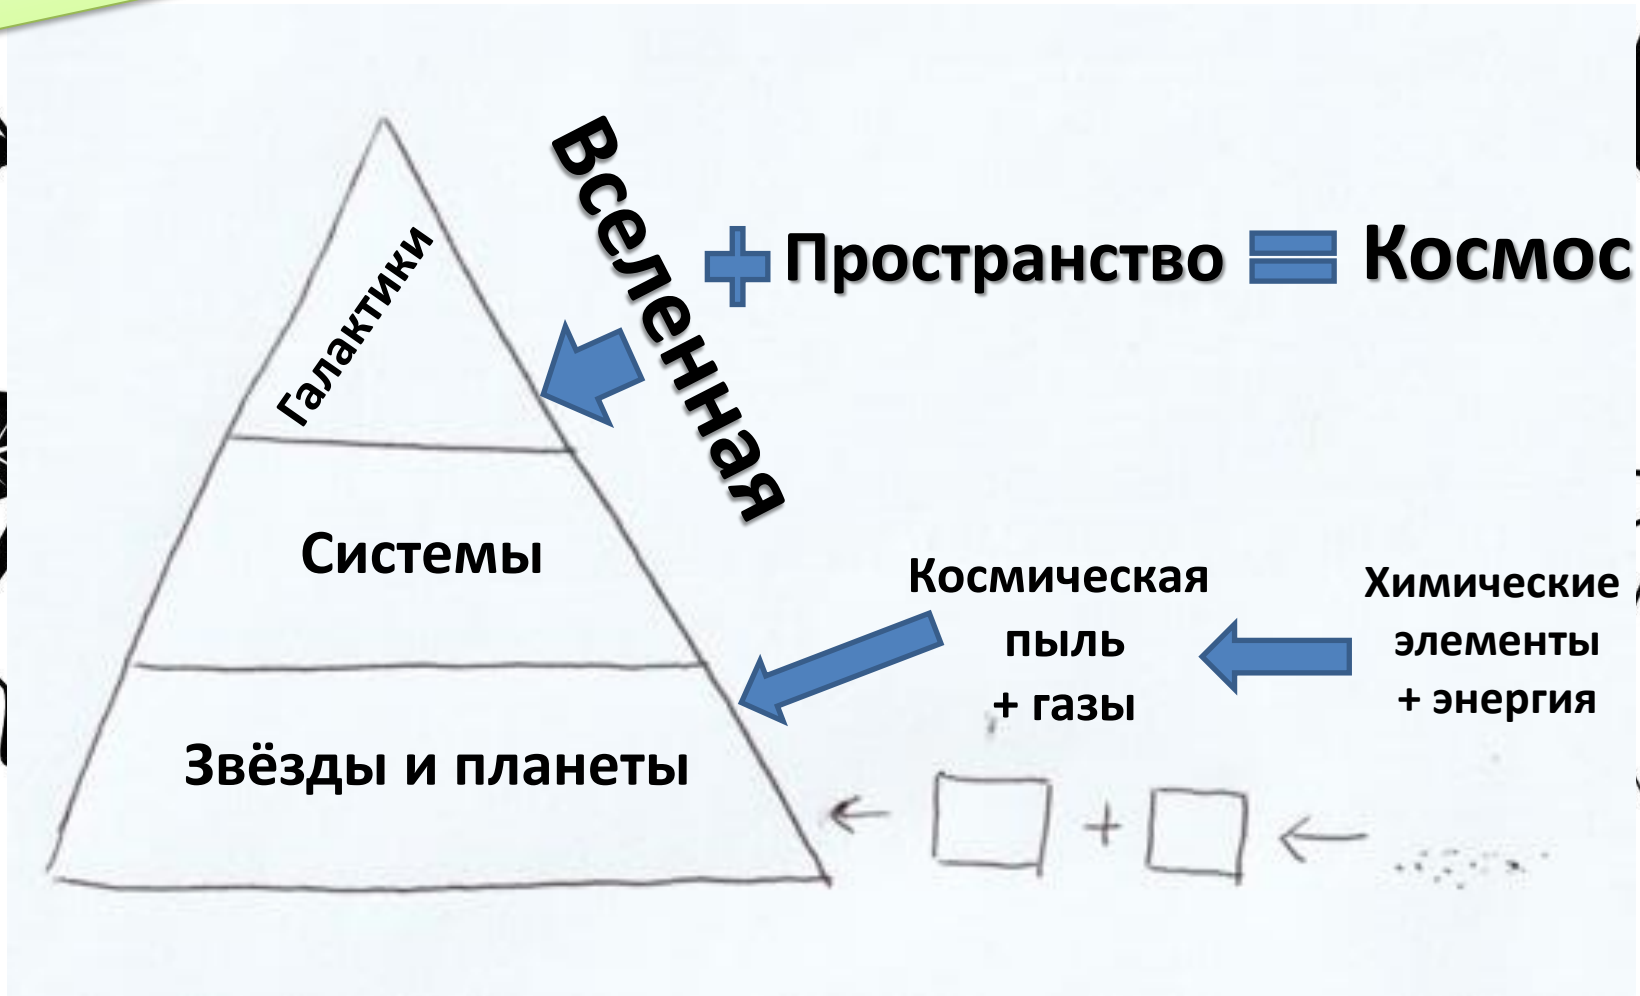 Галактики
Вселенная
+ Пространство = Космос
Системы
Космическая
пыль
+ газы
Химические
элементы
+ энергия
Звёзды и планеты
+